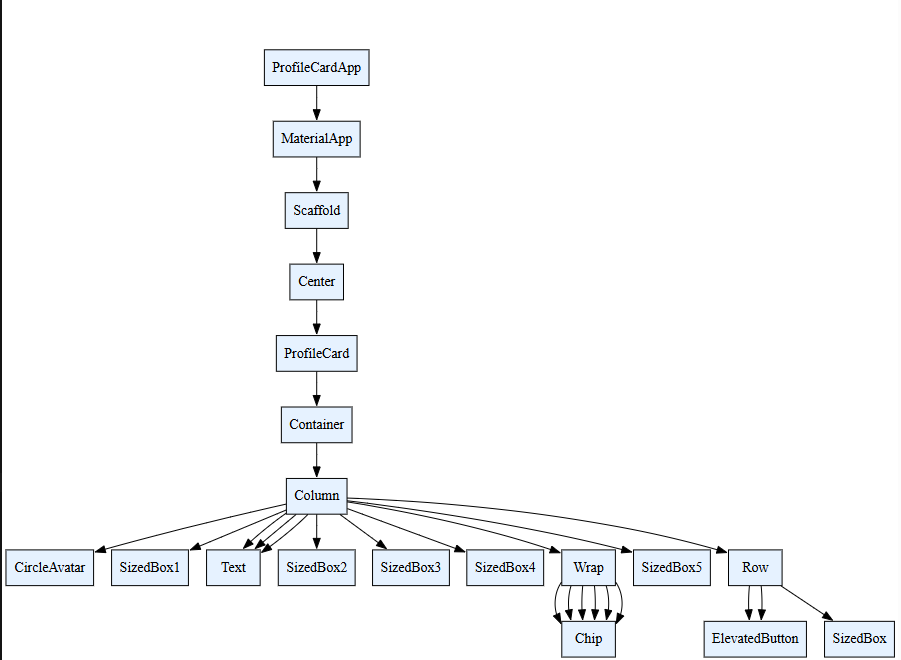 ProfileCardApp
MaterialApp
Scaffold
Center
ProfileCard
Container
Column
CircleAvatar
SizedBox1
Text
SizedBox2
SizedBox3
SizedBox4
Wrap
SizedBox5
Row
Chip
ElevatedButton
SizedBox